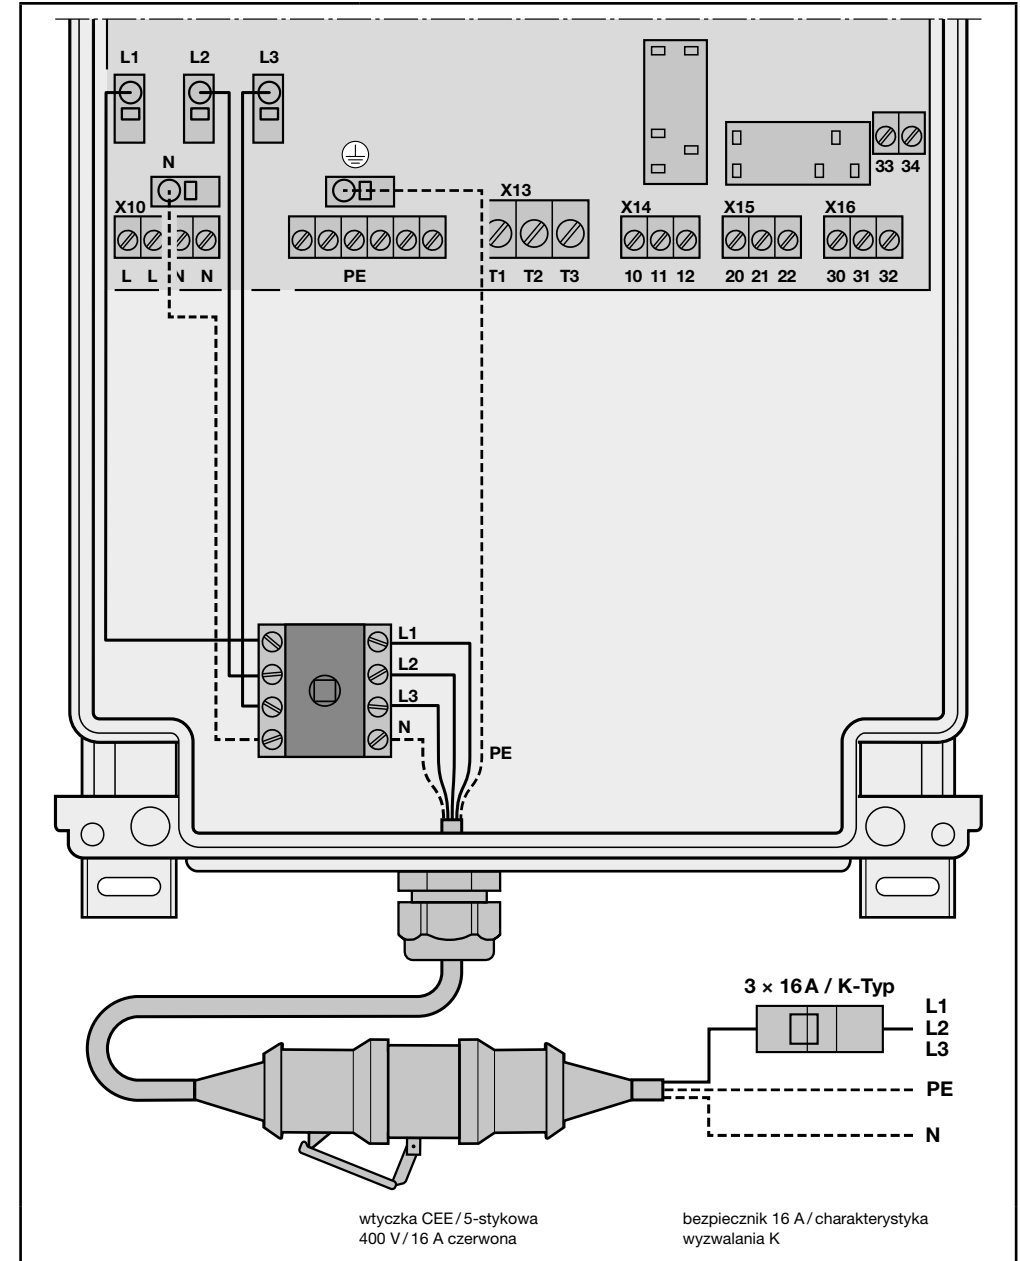 L1 L2 L3
N
X10
L L N N
PE
X13
T1 T2 T3
X14
10 11 12
X15
20 21 22
X16
30 31 32
33 34
L1
L2
L3
N
PE
3 × 16 A / K-Typ
L1
L2
L3
PE
N
wtyczka CEE / 5-stykowa
400 V / 16 A czerwona
bezpiecznik 16 A / charakterystyka
wyzwalania K